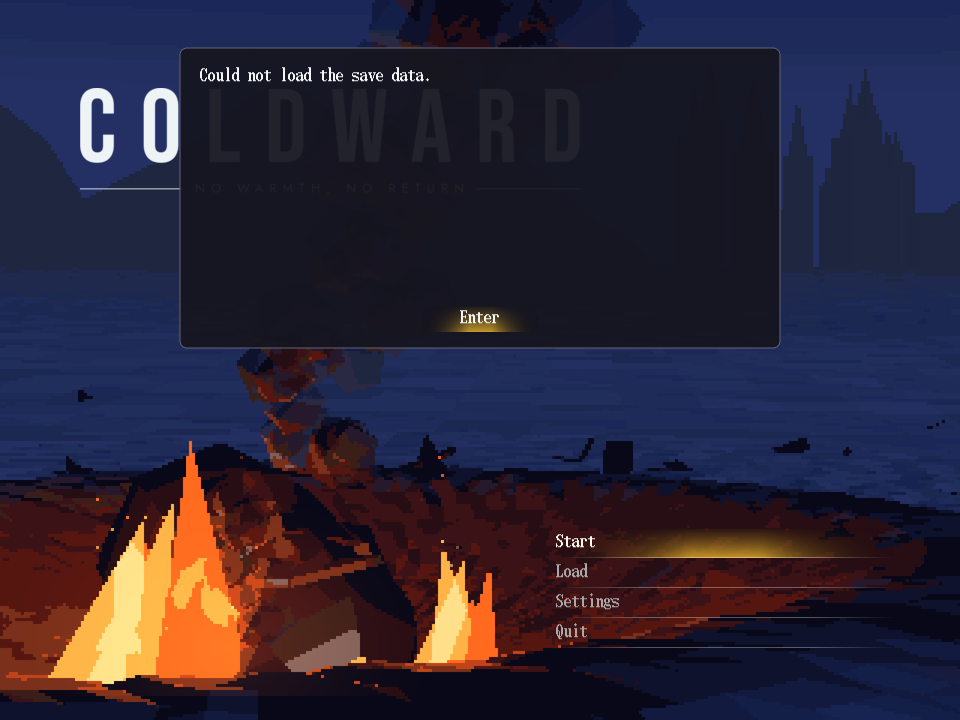 Could not load the save data.
COLDWARD
NO WARMTH, NO RETURN
Enter
Start
Load
Settings
Quit